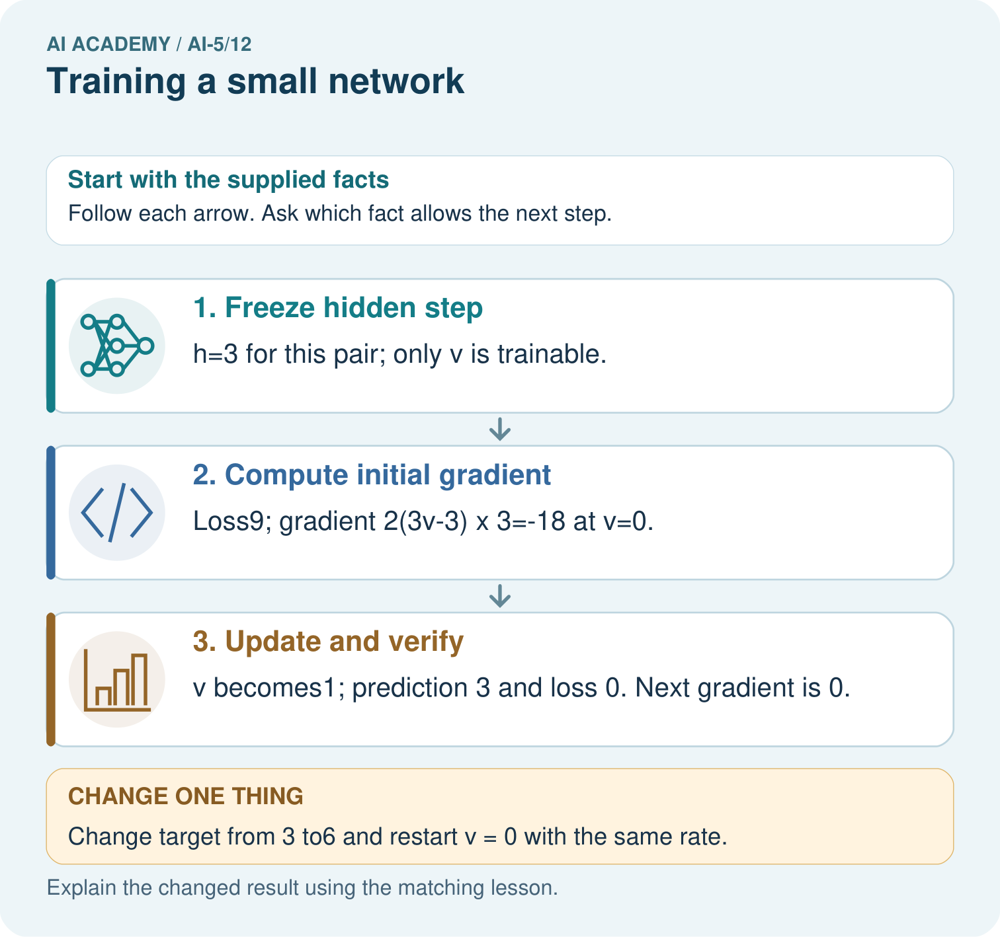 AI ACADEMY / AI-5/12
Training a small network
Start with the supplied facts
Follow each arrow. Ask which fact allows the next step.
1. Freeze hidden step
h=3 for this pair; only v is trainable.
2. Compute initial gradient
Loss9; gradient 2(3v-3) x 3=-18 at v=0.
3. Update and verify
v becomes1; prediction 3 and loss 0. Next gradient is 0.
CHANGE ONE THING
Change target from 3 to6 and restart v = 0 with the same rate.
Explain the changed result using the matching lesson.